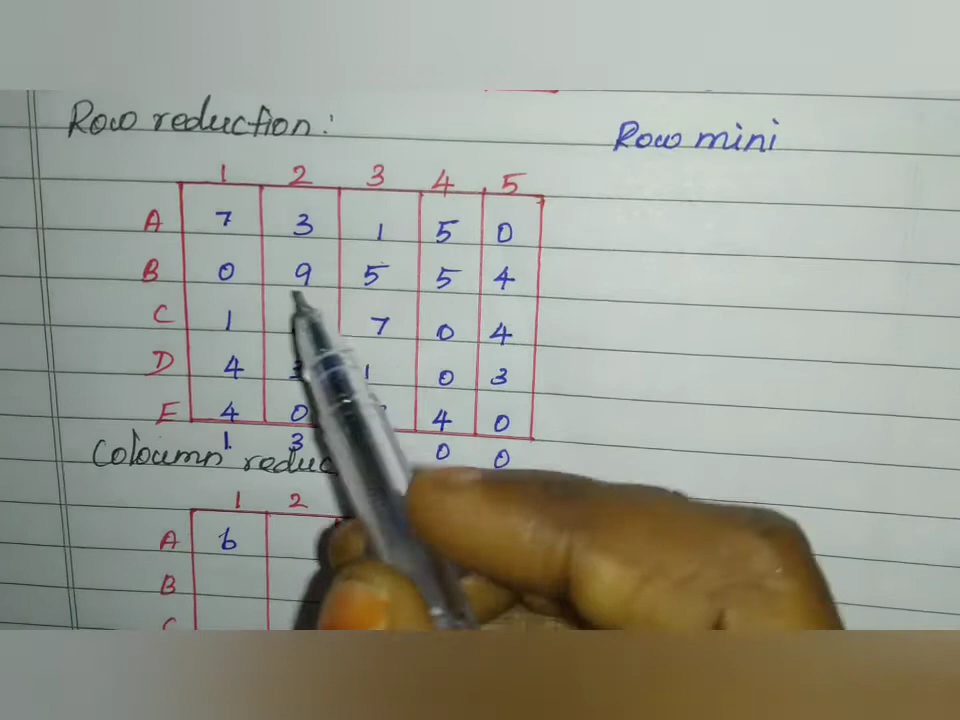 Row reduction:
Row mini
1 2 3 4 5
A 7 3 1 5 0
B 0 9 5 5 4
C 1 7 0 4
D 4 3 1 0 3
E 4 0 4 0
1 3 0 0
Coloumn reduc
1 2
A 6
B
C